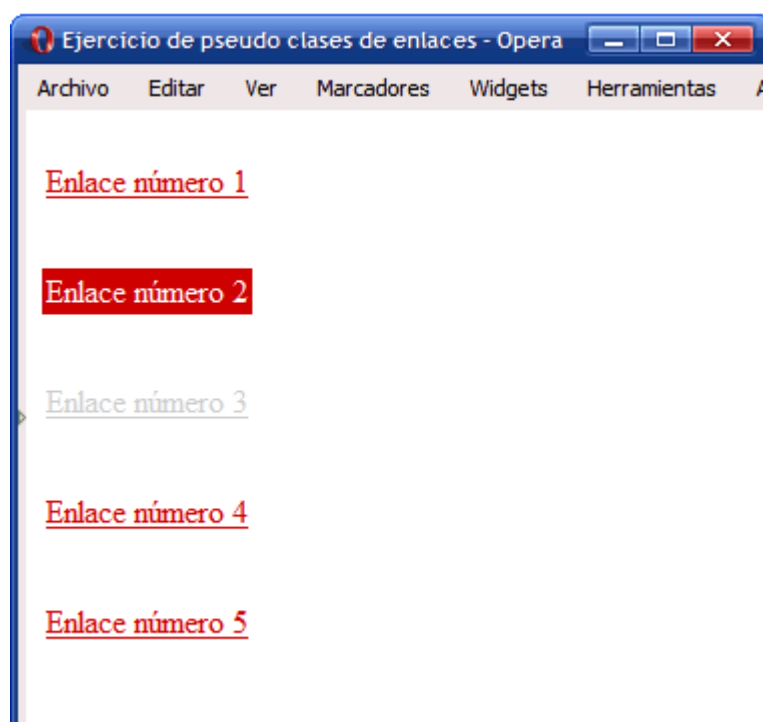 Ejercicio de pseudo clases de enlaces - Opera
Archivo Editar Ver Marcadores Widgets Herramientas
Enlace número 1
Enlace número 2
Enlace número 3
Enlace número 4
Enlace número 5